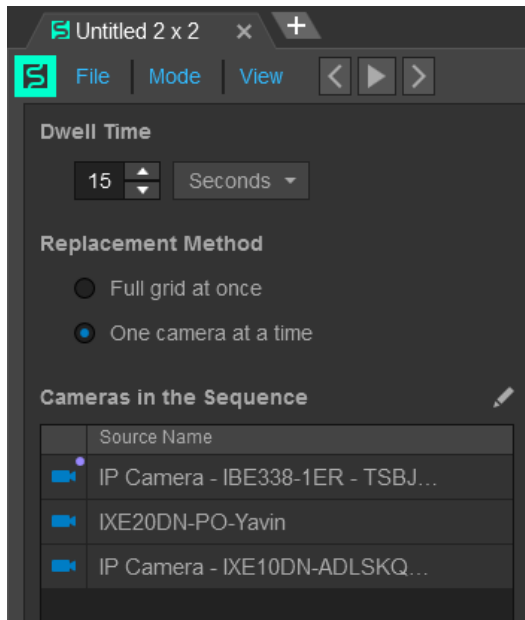 Untitled 2 x 2
File Mode View
Dwell Time
15 Seconds
Replacement Method
Full grid at once
One camera at a time
Cameras in the Sequence
Source Name
IP Camera - IBE338-1ER - TSBJ...
IXE20DN-PO-Yavin
IP Camera - IXE10DN-ADLSKQ...